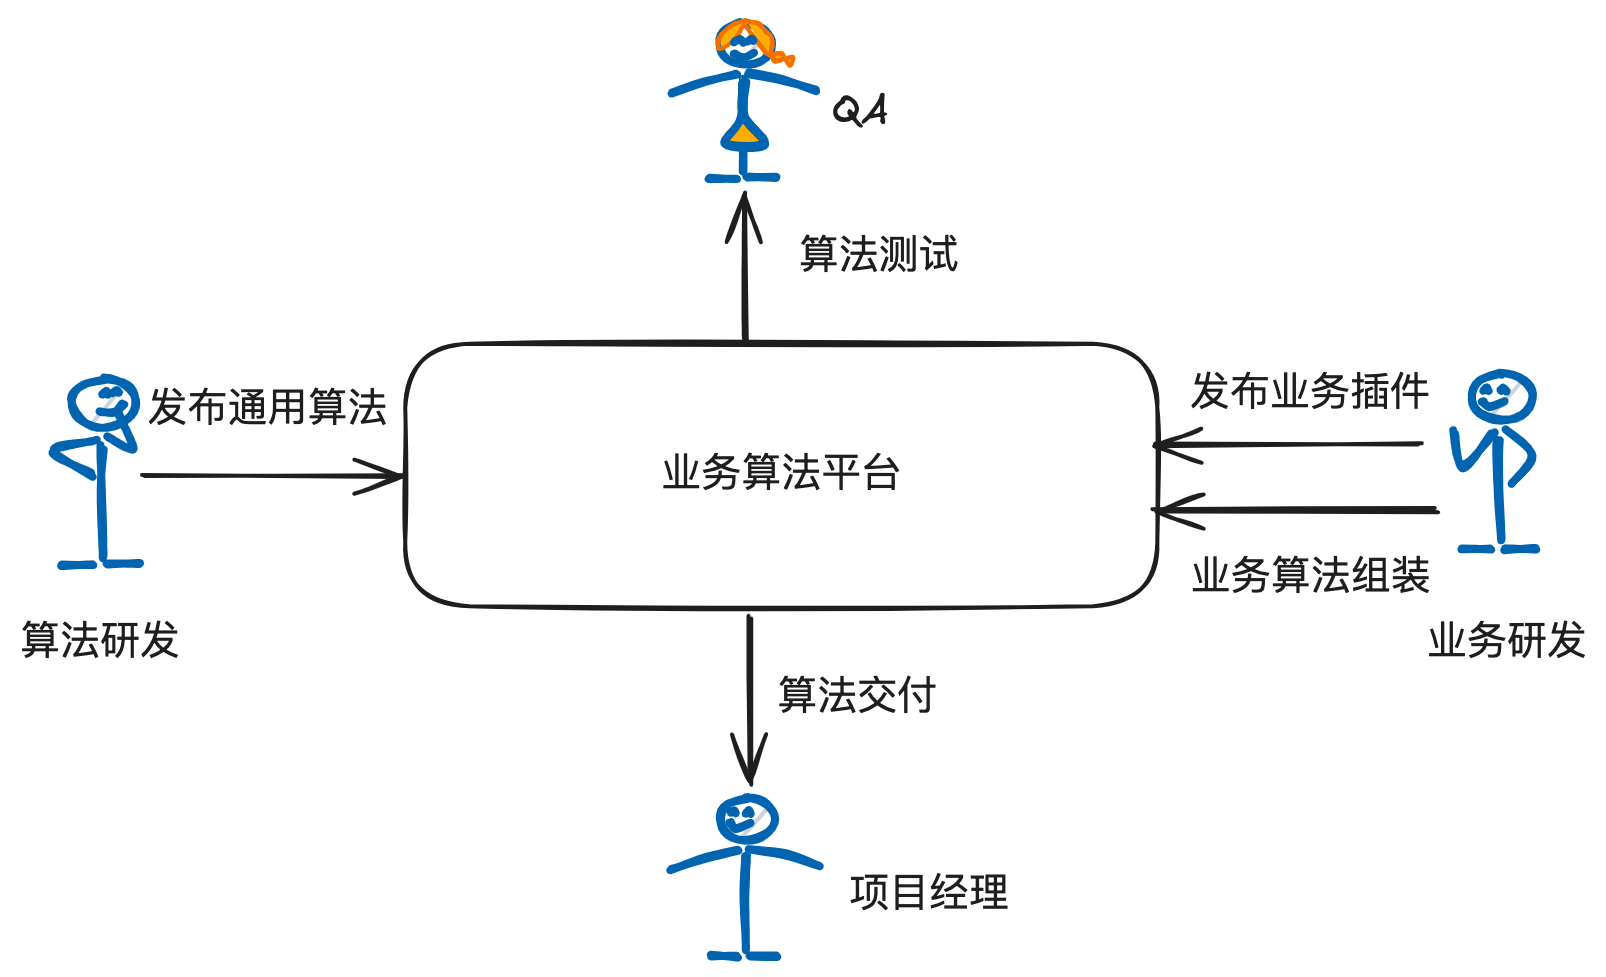 QA
算法测试
发布通用算法
发布业务插件
业务算法平台
业务算法组装
算法研发
业务研发
算法交付
项目经理